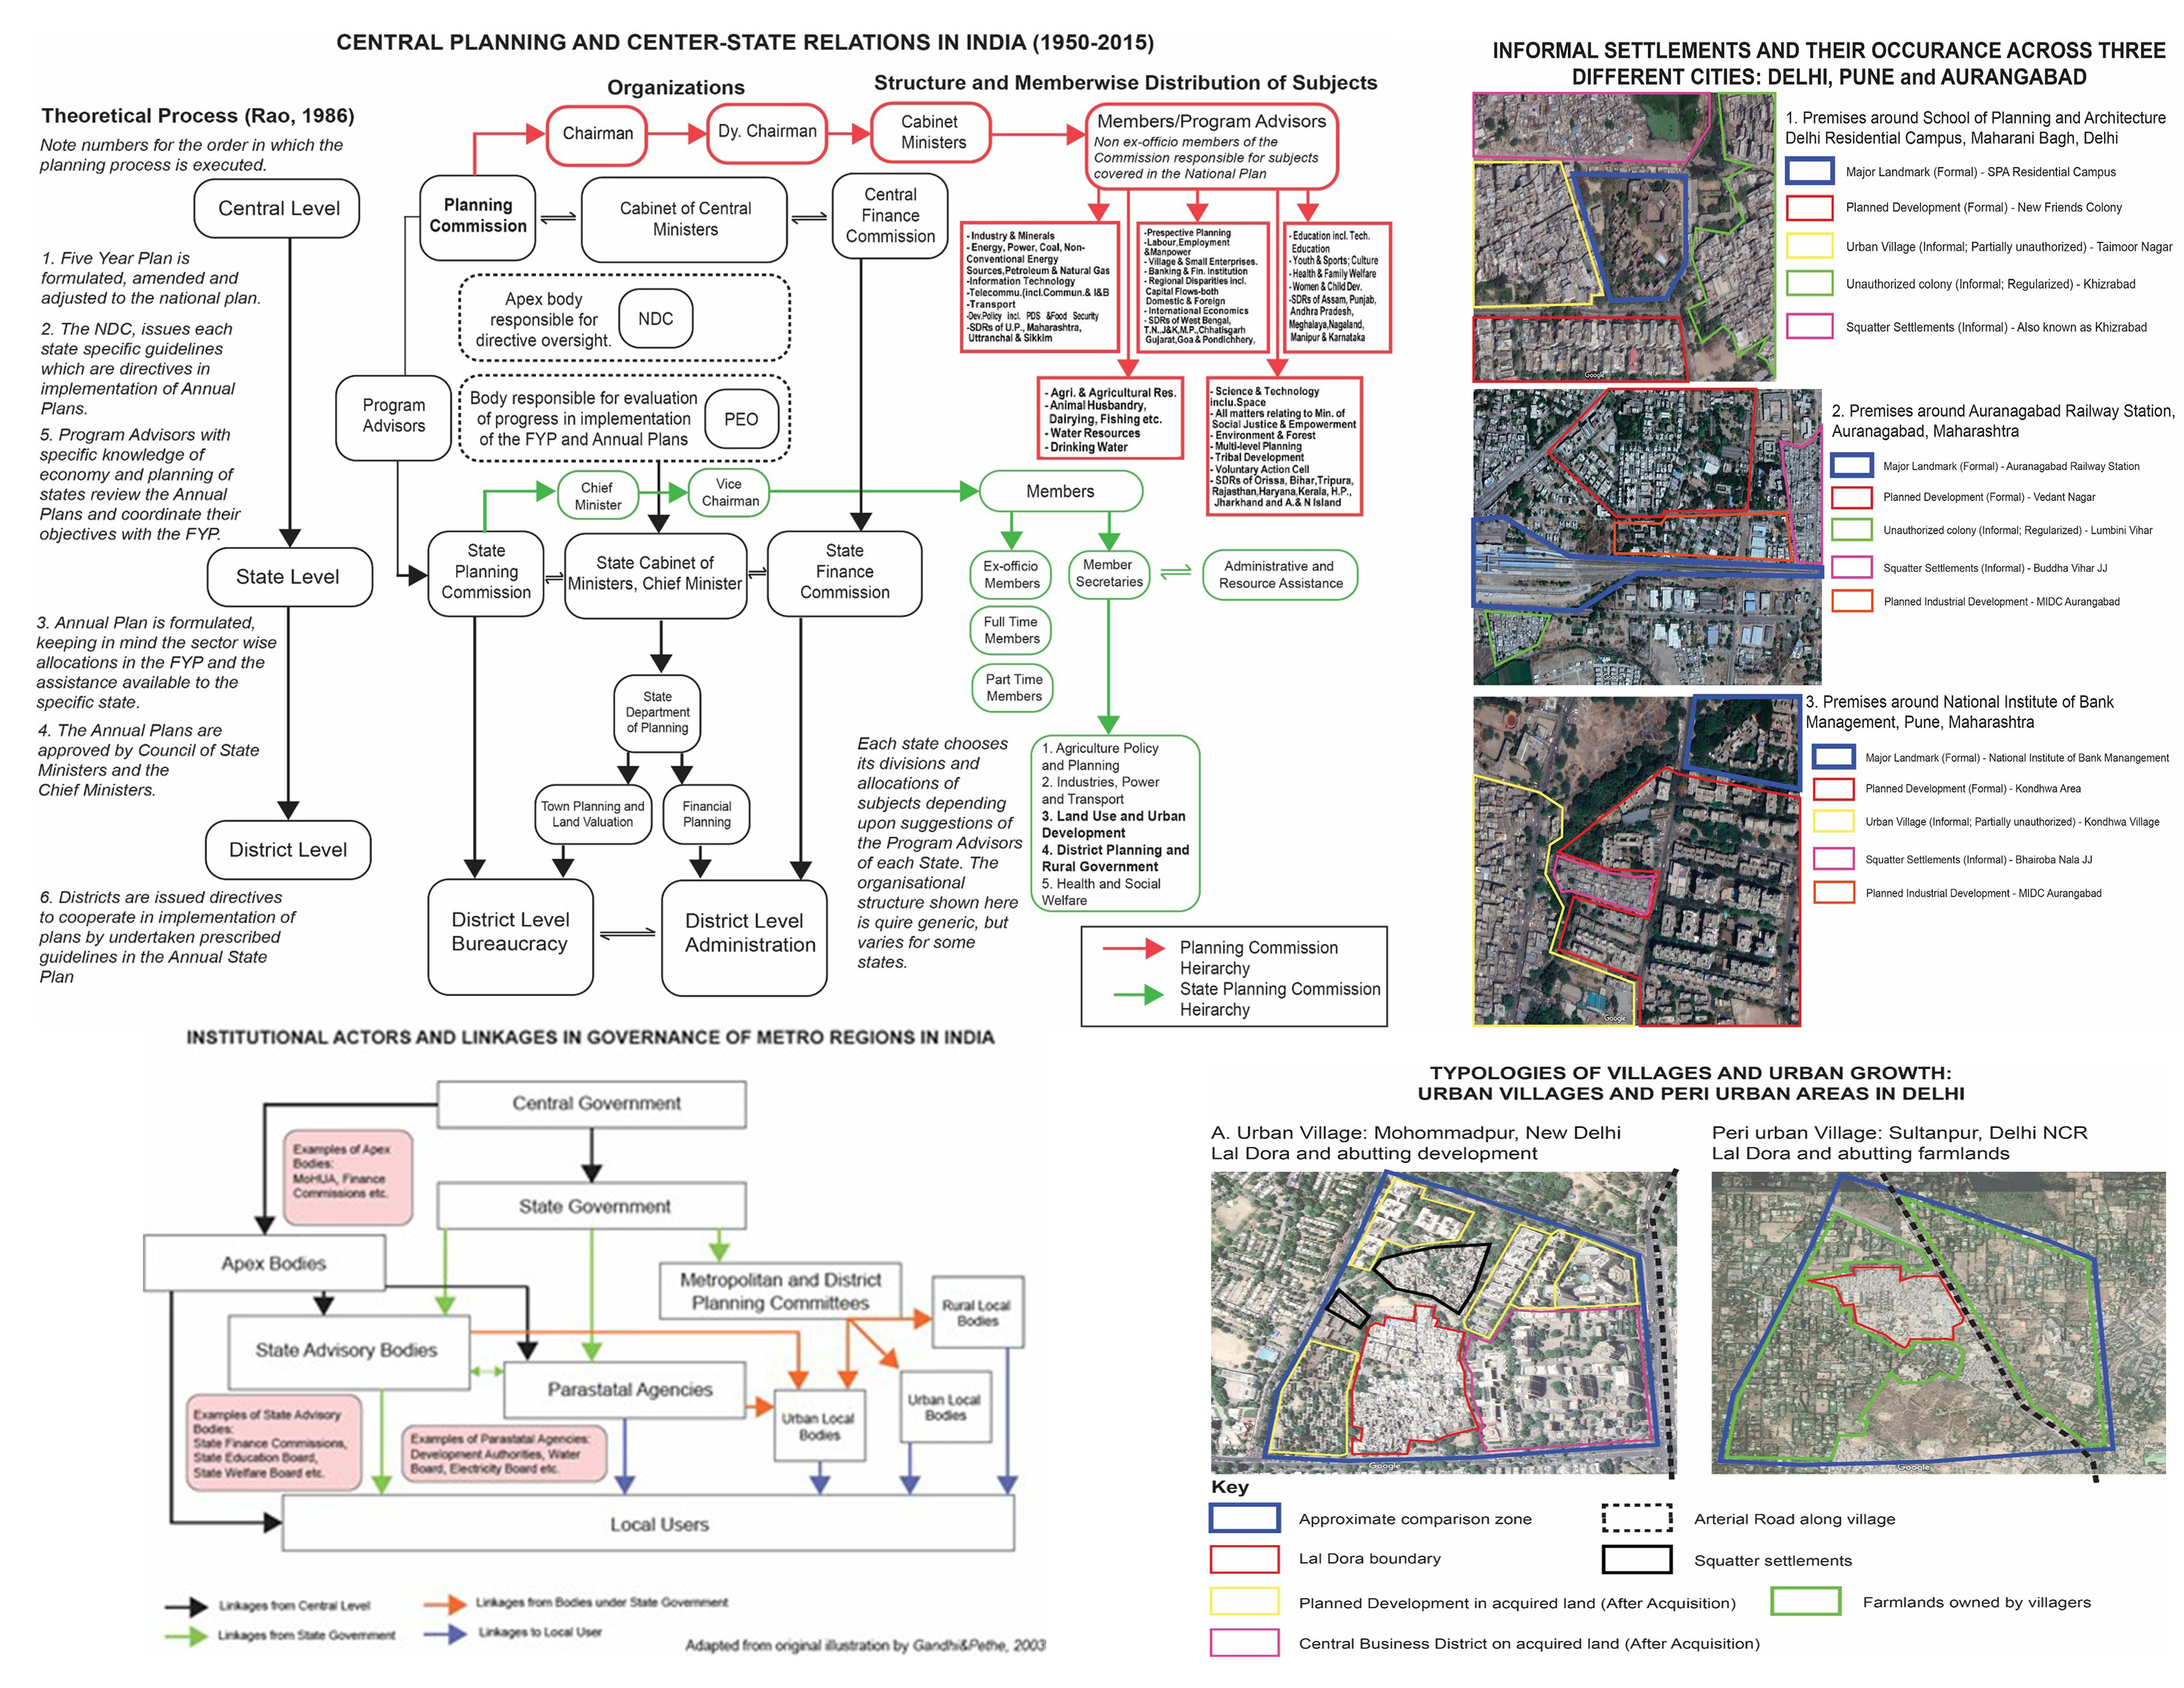 CENTRAL PLANNING AND CENTER-STATE RELATIONS IN INDIA (1950-2015)
Organizations
Structure and Memberwise Distribution of Subjects
Theoretical Process (Rao, 1986)
Note numbers for the order in which the
planning process is executed.
Central Level
1. Five Year Plan is
formulated, amended and
adjusted to the national plan.
2. The NDC, issues each
state specific guidelines
which are directives in
implementation of Annual
Plans.
5. Program Advisors with
specific knowledge of
economy and planning of
states review the Annual
Plans and coordinate their
objectives with the FYP.
State Level
3. Annual Plan is formulated,
keeping in mind the sector wise
allocations in the FYP and the
assistance available to the
specific state.
4. The Annual Plans are
approved by Council of State
Ministers and the
Chief Ministers.
District Level
6. Districts are issued directives
to cooperate in implementation of
plans by undertaken prescribed
guidelines in the Annual State
Plan
Chairman
Dy. Chairman
Cabinet
Ministers
Members/Program Advisors
Non ex-officio members of the
Commission responsible for subjects
covered in the National Plan
Planning
Commission
Cabinet of Central
Ministers
Central
Finance
Commission
Apex body
responsible for
directive oversight.
NDC
Program
Advisors
Body responsible for evaluation
of progress in implementation
of the FYP and Annual Plans
PEO
- Industry & Minerals
- Energy, Power, Coal, Non-
Conventional Energy
Sources,Petroleum & Natural Gas
-Information Technology
-Telecommu.(incl.Commun.& I&B
-Transport
-Dev.Policy incl. PDS &Food Security
-SDRs of U.P., Maharashtra,
Uttranchal & Sikkim
-Prespective Planning
-Labour,Employment
&Manpower
- Village & Small Enterprises.
- Banking & Fin. Institution
- Regional Disparities incl.
Capital Flows-both
Domestic & Foreign
- International Economics
- SDRs of West Bengal,
T.N.,J&K,M.P.,Chhatisgarh
Gujarat,Goa & Pondichherry,
- Education incl. Tech.
Education
- Youth & Sports; Culture
- Health & Family Welfare
- Women & Child Dev.
-SDRs of Assam, Punjab,
Andhra Pradesh,
Meghalaya,Nagaland,
Manipur & Karnataka
- Agri. & Agricultural Res.
- Animal Husbandry,
Dairying, Fishing etc.
- Water Resources
- Drinking Water
- Science & Technology
inclu.Space
- All matters relating to Min. of
Social Justice & Empowerment
- Environment & Forest
- Multi-level Planning
- Tribal Development
- Voluntary Action Cell
- SDRs of Orissa, Bihar,Tripura,
Rajasthan,Haryana,Kerala, H.P.,
Jharkhand and A.& N Island
Chief
Minister
Vice
Chairman
Members
State
Planning
Commission
State Cabinet of
Ministers, Chief Minister
State
Finance
Commission
Ex-officio
Members
Member
Secretaries
Administrative and
Resource Assistance
Full Time
Members
Part Time
Members
State
Department
of Planning
Town Planning and
Land Valuation
Financial
Planning
District Level
Bureaucracy
District Level
Administration
Each state chooses
its divisions and
allocations of
subjects depending
upon suggestions of
the Program Advisors
of each State. The
organisational
structure shown here
is quire generic, but
varies for some
states.
1. Agriculture Policy
and Planning
2. Industries, Power
and Transport
3. Land Use and Urban
Development
4. District Planning and
Rural Government
5. Health and Social
Welfare
Planning Commission
Heirarchy
State Planning Commission
Heirarchy
INFORMAL SETTLEMENTS AND THEIR OCCURANCE ACROSS THREE
DIFFERENT CITIES: DELHI, PUNE and AURANGABAD
Google
1. Premises around School of Planning and Architecture
Delhi Residential Campus, Maharani Bagh, Delhi
Major Landmark (Formal) - SPA Residential Campus
Planned Development (Formal) - New Friends Colony
Urban Village (Informal; Partially unauthorized) - Taimoor Nagar
Unauthorized colony (Informal; Regularized) - Khizrabad
Squatter Settlements (Informal) - Also known as Khizrabad
Google
2. Premises around Auranagabad Railway Station,
Auranagabad, Maharashtra
Major Landmark (Formal) - Auranagabad Railway Station
Planned Development (Formal) - Vedant Nagar
Unauthorized colony (Informal; Regularized) - Lumbini Vihar
Squatter Settlements (Informal) - Buddha Vihar JJ
Planned Industrial Development - MIDC Aurangabad
Google
3. Premises around National Institute of Bank
Management, Pune, Maharashtra
Major Landmark (Formal) - National Institute of Bank Manangement
Planned Development (Formal) - Kondhwa Area
Urban Village (Informal; Partially unauthorized) - Kondhwa Village
Squatter Settlements (Informal) - Bhairoba Nala JJ
Planned Industrial Development - MIDC Aurangabad
INSTITUTIONAL ACTORS AND LINKAGES IN GOVERNANCE OF METRO REGIONS IN INDIA
Central Government
Examples of Apex
Bodies:
MoHUA, Finance
Commissions etc.
State Government
Apex Bodies
Metropolitan and District
Planning Committees
Rural Local
Bodies
State Advisory Bodies
Parastatal Agencies
Urban Local
Bodies
Urban Local
Bodies
Examples of State Advisory
Bodies:
State Finance Commissions,
State Education Board,
State Welfare Board etc.
Examples of Parastatal Agencies:
Development Authorities, Water
Board, Electricity Board etc.
Local Users
Linkages from Central Level
Linkages from Bodies under State Government
Linkages from State Government
Linkages to Local User
Adapted from original illustration by Gandhi&Pethe, 2003
TYPOLOGIES OF VILLAGES AND URBAN GROWTH:
URBAN VILLAGES AND PERI URBAN AREAS IN DELHI
A. Urban Village: Mohommadpur, New Delhi
Lal Dora and abutting development
Peri urban Village: Sultanpur, Delhi NCR
Lal Dora and abutting farmlands
Google
Google
Key
Approximate comparison zone
Arterial Road along village
Lal Dora boundary
Squatter settlements
Planned Development in acquired land (After Acquisition)
Farmlands owned by villagers
Central Business District on acquired land (After Acquisition)